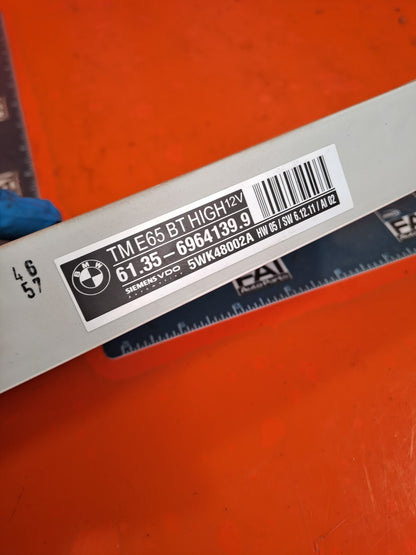 46
57
BMW
TM E65 BT HIGH 12V
61.35-6964139.9
SIEMENS VDO
5WK48002A
HW 05 / SW 6.12.11 / AI 02
EAI